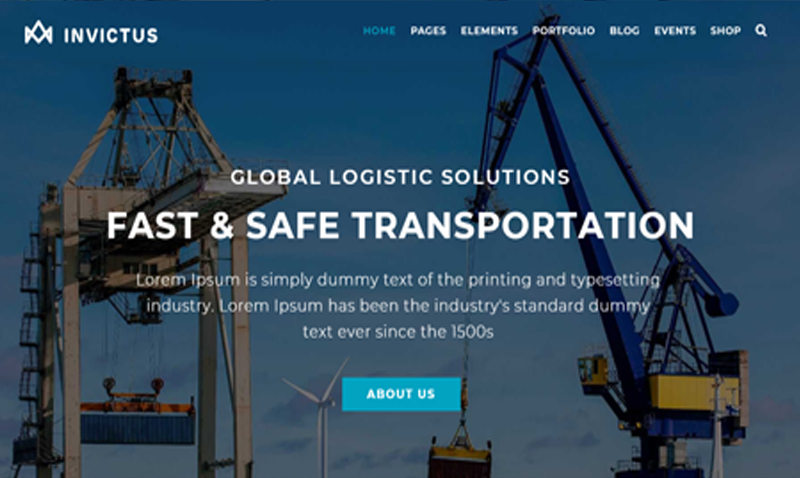 INVICTUS
HOME PAGES ELEMENTS PORTFOLIO BLOG EVENTS SHOP
GLOBAL LOGISTIC SOLUTIONS
FAST & SAFE TRANSPORTATION
Lorem Ipsum is simply dummy text of the printing and typesetting
industry. Lorem Ipsum has been the industry's standard dummy
text ever since the 1500s
ABOUT US